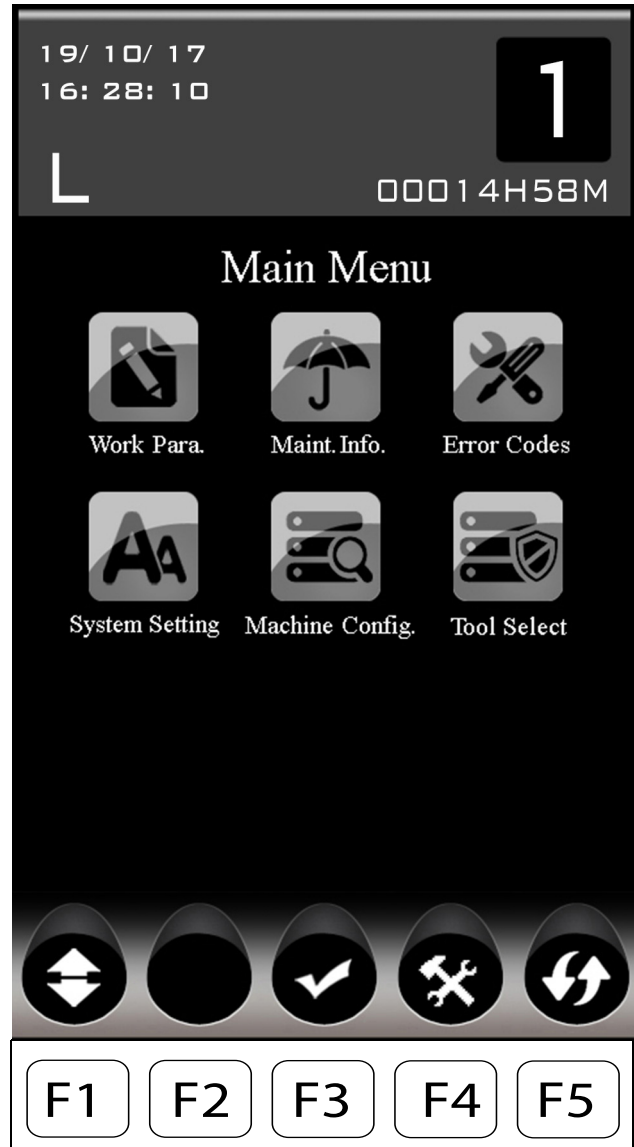 19/ 10/ 17
16: 28: 10
1
L
00014H58M
Main Menu
Work Para.
Maint. Info.
Error Codes
System Setting
Machine Config.
Tool Select
F1
F2
F3
F4
F5